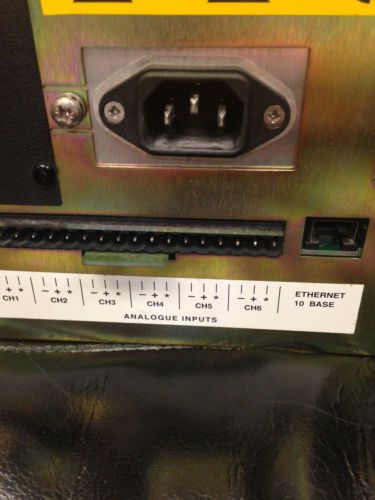 - + * - + * - + * - + * - + * - + *
CH1 CH2 CH3 CH4 CH5 CH6
ANALOGUE INPUTS
ETHERNET
10 BASE